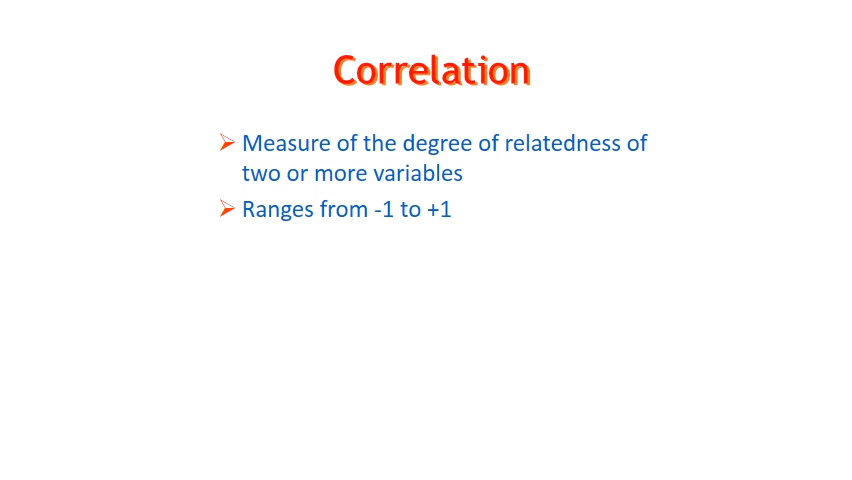 Correlation
Measure of the degree of relatedness of
two or more variables
Ranges from -1 to +1